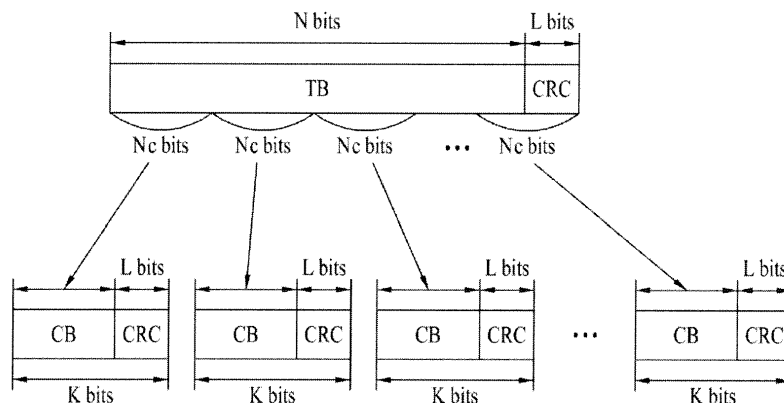 N bits L bits
TB CRC
Nc bits Nc bits Nc bits ••• Nc bits
L bits L bits L bits L bits
CB CRC CB CRC CB CRC ••• CB CRC
K bits K bits K bits K bits